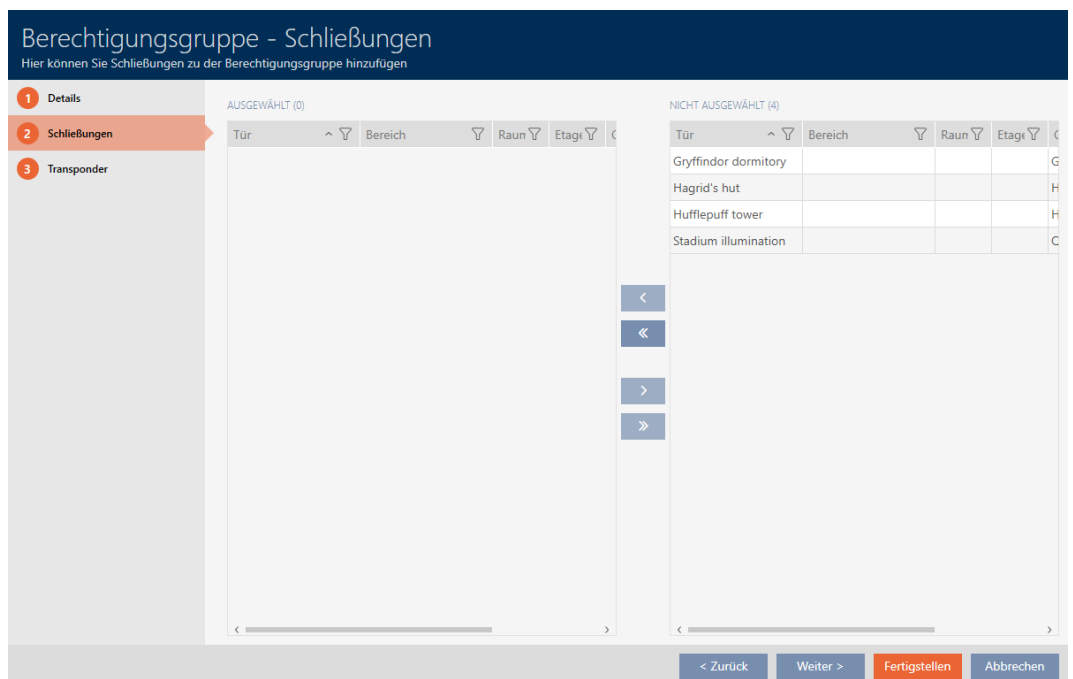 Berechtigungsgruppe - Schließungen
Hier können Sie Schließungen zu der Berechtigungsgruppe hinzufügen
1 Details
2 Schließungen
3 Transponder
AUSGEWÄHLT (0)
Tür Bereich Raum Etage
NICHT AUSGEWÄHLT (4)
Tür Bereich Raum Etage
Gryffindor dormitory G
Hagrid's hut H
Hufflepuff tower H
Stadium illumination
< Zurück Weiter > Fertigstellen Abbrechen